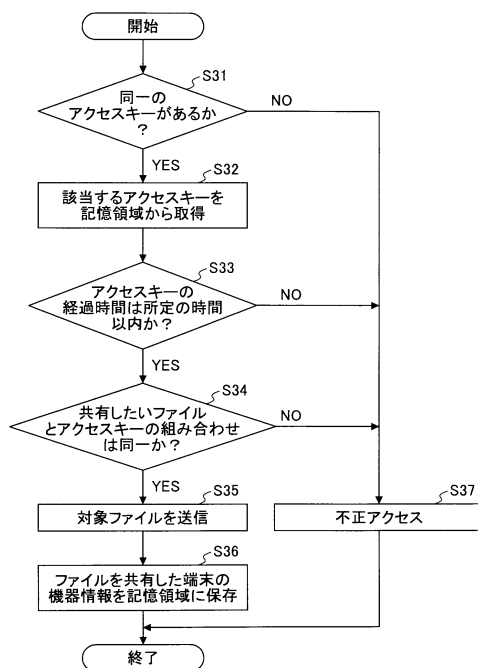 開始
S31
同一の
アクセスキーがあるか
?
NO
YES
S32
該当するアクセスキーを
記憶領域から取得
S33
アクセスキーの
経過時間は所定の時間
以内か?
NO
YES
S34
共有したいファイル
とアクセスキーの組み合わせ
は同一か?
NO
YES
S35
対象ファイルを送信
S37
不正アクセス
S36
ファイルを共有した端末の
機器情報を記憶領域に保存
終了